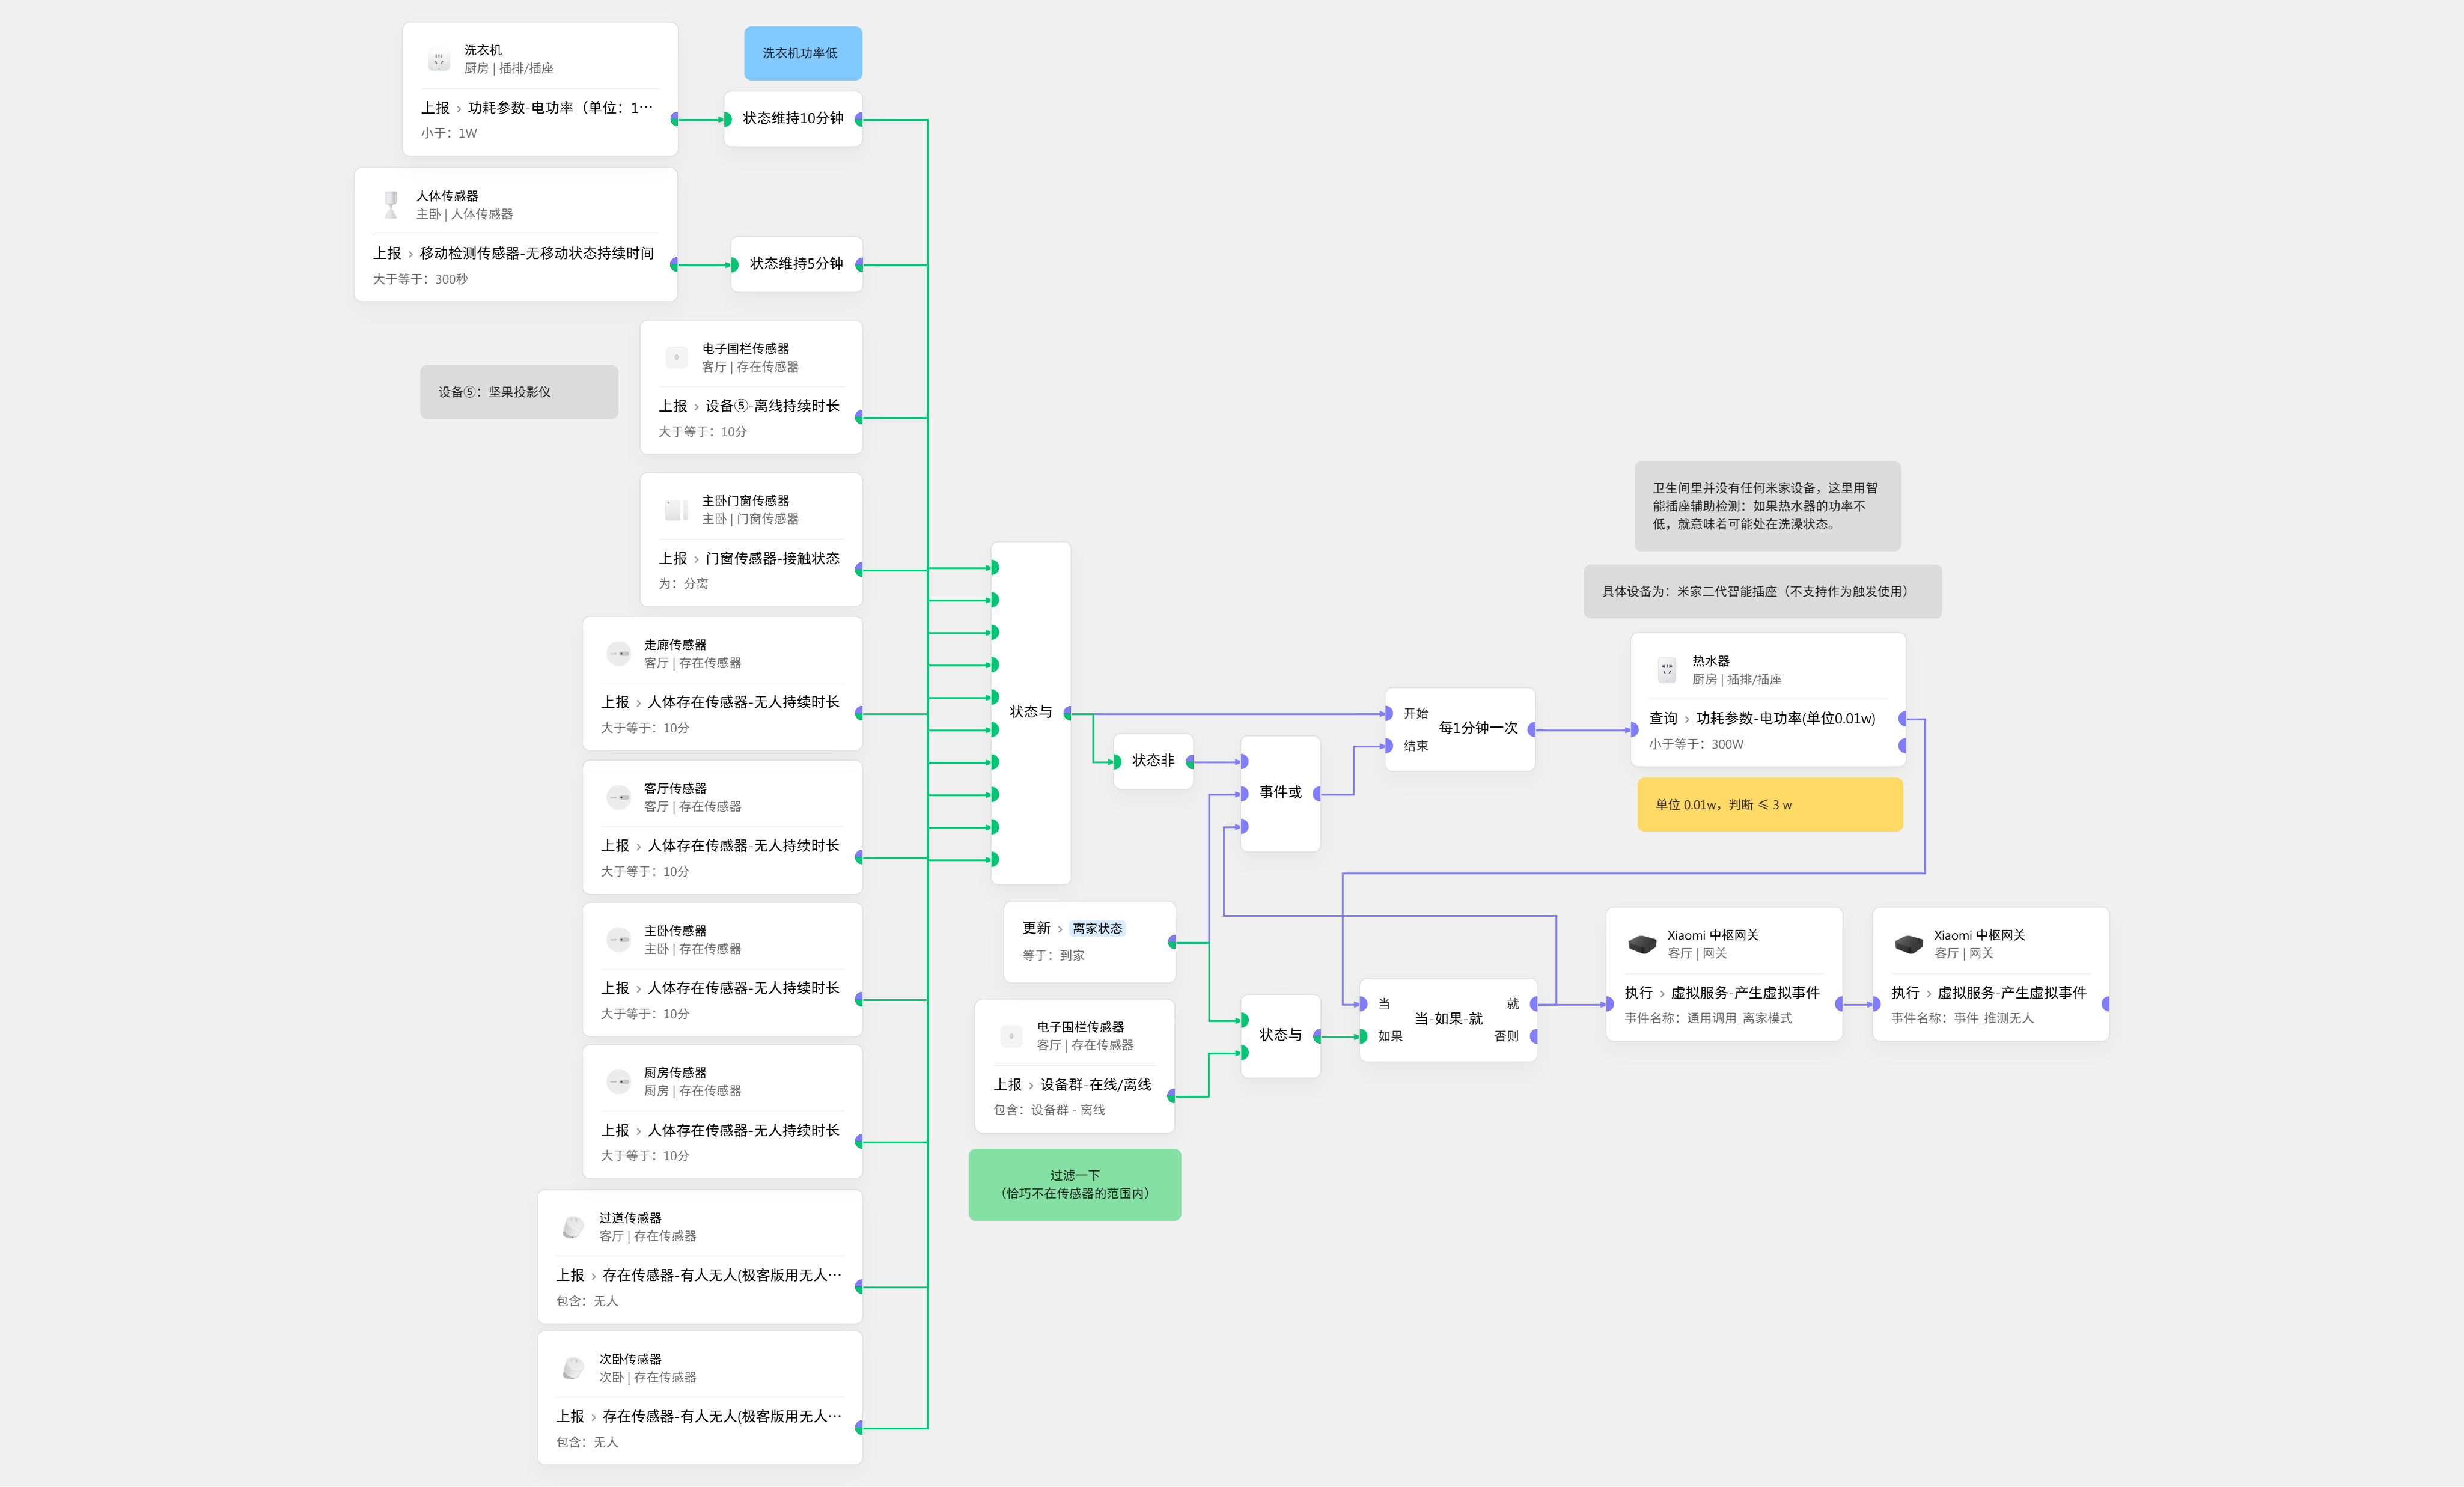 洗衣机
厨房 | 插排/插座
上报 › 功耗参数-电功率（单位：1···
小于：1W
洗衣机功率低
状态维持10分钟
人体传感器
主卧 | 人体传感器
上报 › 移动检测传感器-无移动状态持续时间
大于等于：300秒
状态维持5分钟
设备⑤：坚果投影仪
电子围栏传感器
客厅 | 存在传感器
上报 › 设备⑤-离线持续时长
大于等于：10分
主卧门窗传感器
主卧 | 门窗传感器
上报 › 门窗传感器-接触状态
为：分离
走廊传感器
客厅 | 存在传感器
上报 › 人体存在传感器-无人持续时长
大于等于：10分
客厅传感器
客厅 | 存在传感器
上报 › 人体存在传感器-无人持续时长
大于等于：10分
主卧传感器
主卧 | 存在传感器
上报 › 人体存在传感器-无人持续时长
大于等于：10分
厨房传感器
厨房 | 存在传感器
上报 › 人体存在传感器-无人持续时长
大于等于：10分
过道传感器
客厅 | 存在传感器
上报 › 存在传感器-有人无人(极客版用无人···
包含：无人
次卧传感器
次卧 | 存在传感器
上报 › 存在传感器-有人无人(极客版用无人···
包含：无人
状态与
状态非
事件或
开始
结束
每1分钟一次
卫生间里并没有任何米家设备，这里用智
能插座辅助检测：如果热水器的功率不
低，就意味着可能处在洗澡状态。
具体设备为：米家二代智能插座（不支持作为触发使用）
热水器
厨房 | 插排/插座
查询 › 功耗参数-电功率(单位0.01w)
小于等于：300W
单位 0.01w，判断 ≤ 3 w
更新 › 离家状态
等于：到家
电子围栏传感器
客厅 | 存在传感器
上报 › 设备群-在线/离线
包含：设备群 - 离线
过滤一下
（恰巧不在传感器的范围内）
状态与
当
如果
当-如果-就
就
否则
Xiaomi 中枢网关
客厅 | 网关
执行 › 虚拟服务-产生虚拟事件
事件名称：通用调用_离家模式
Xiaomi 中枢网关
客厅 | 网关
执行 › 虚拟服务-产生虚拟事件
事件名称：事件_推测无人